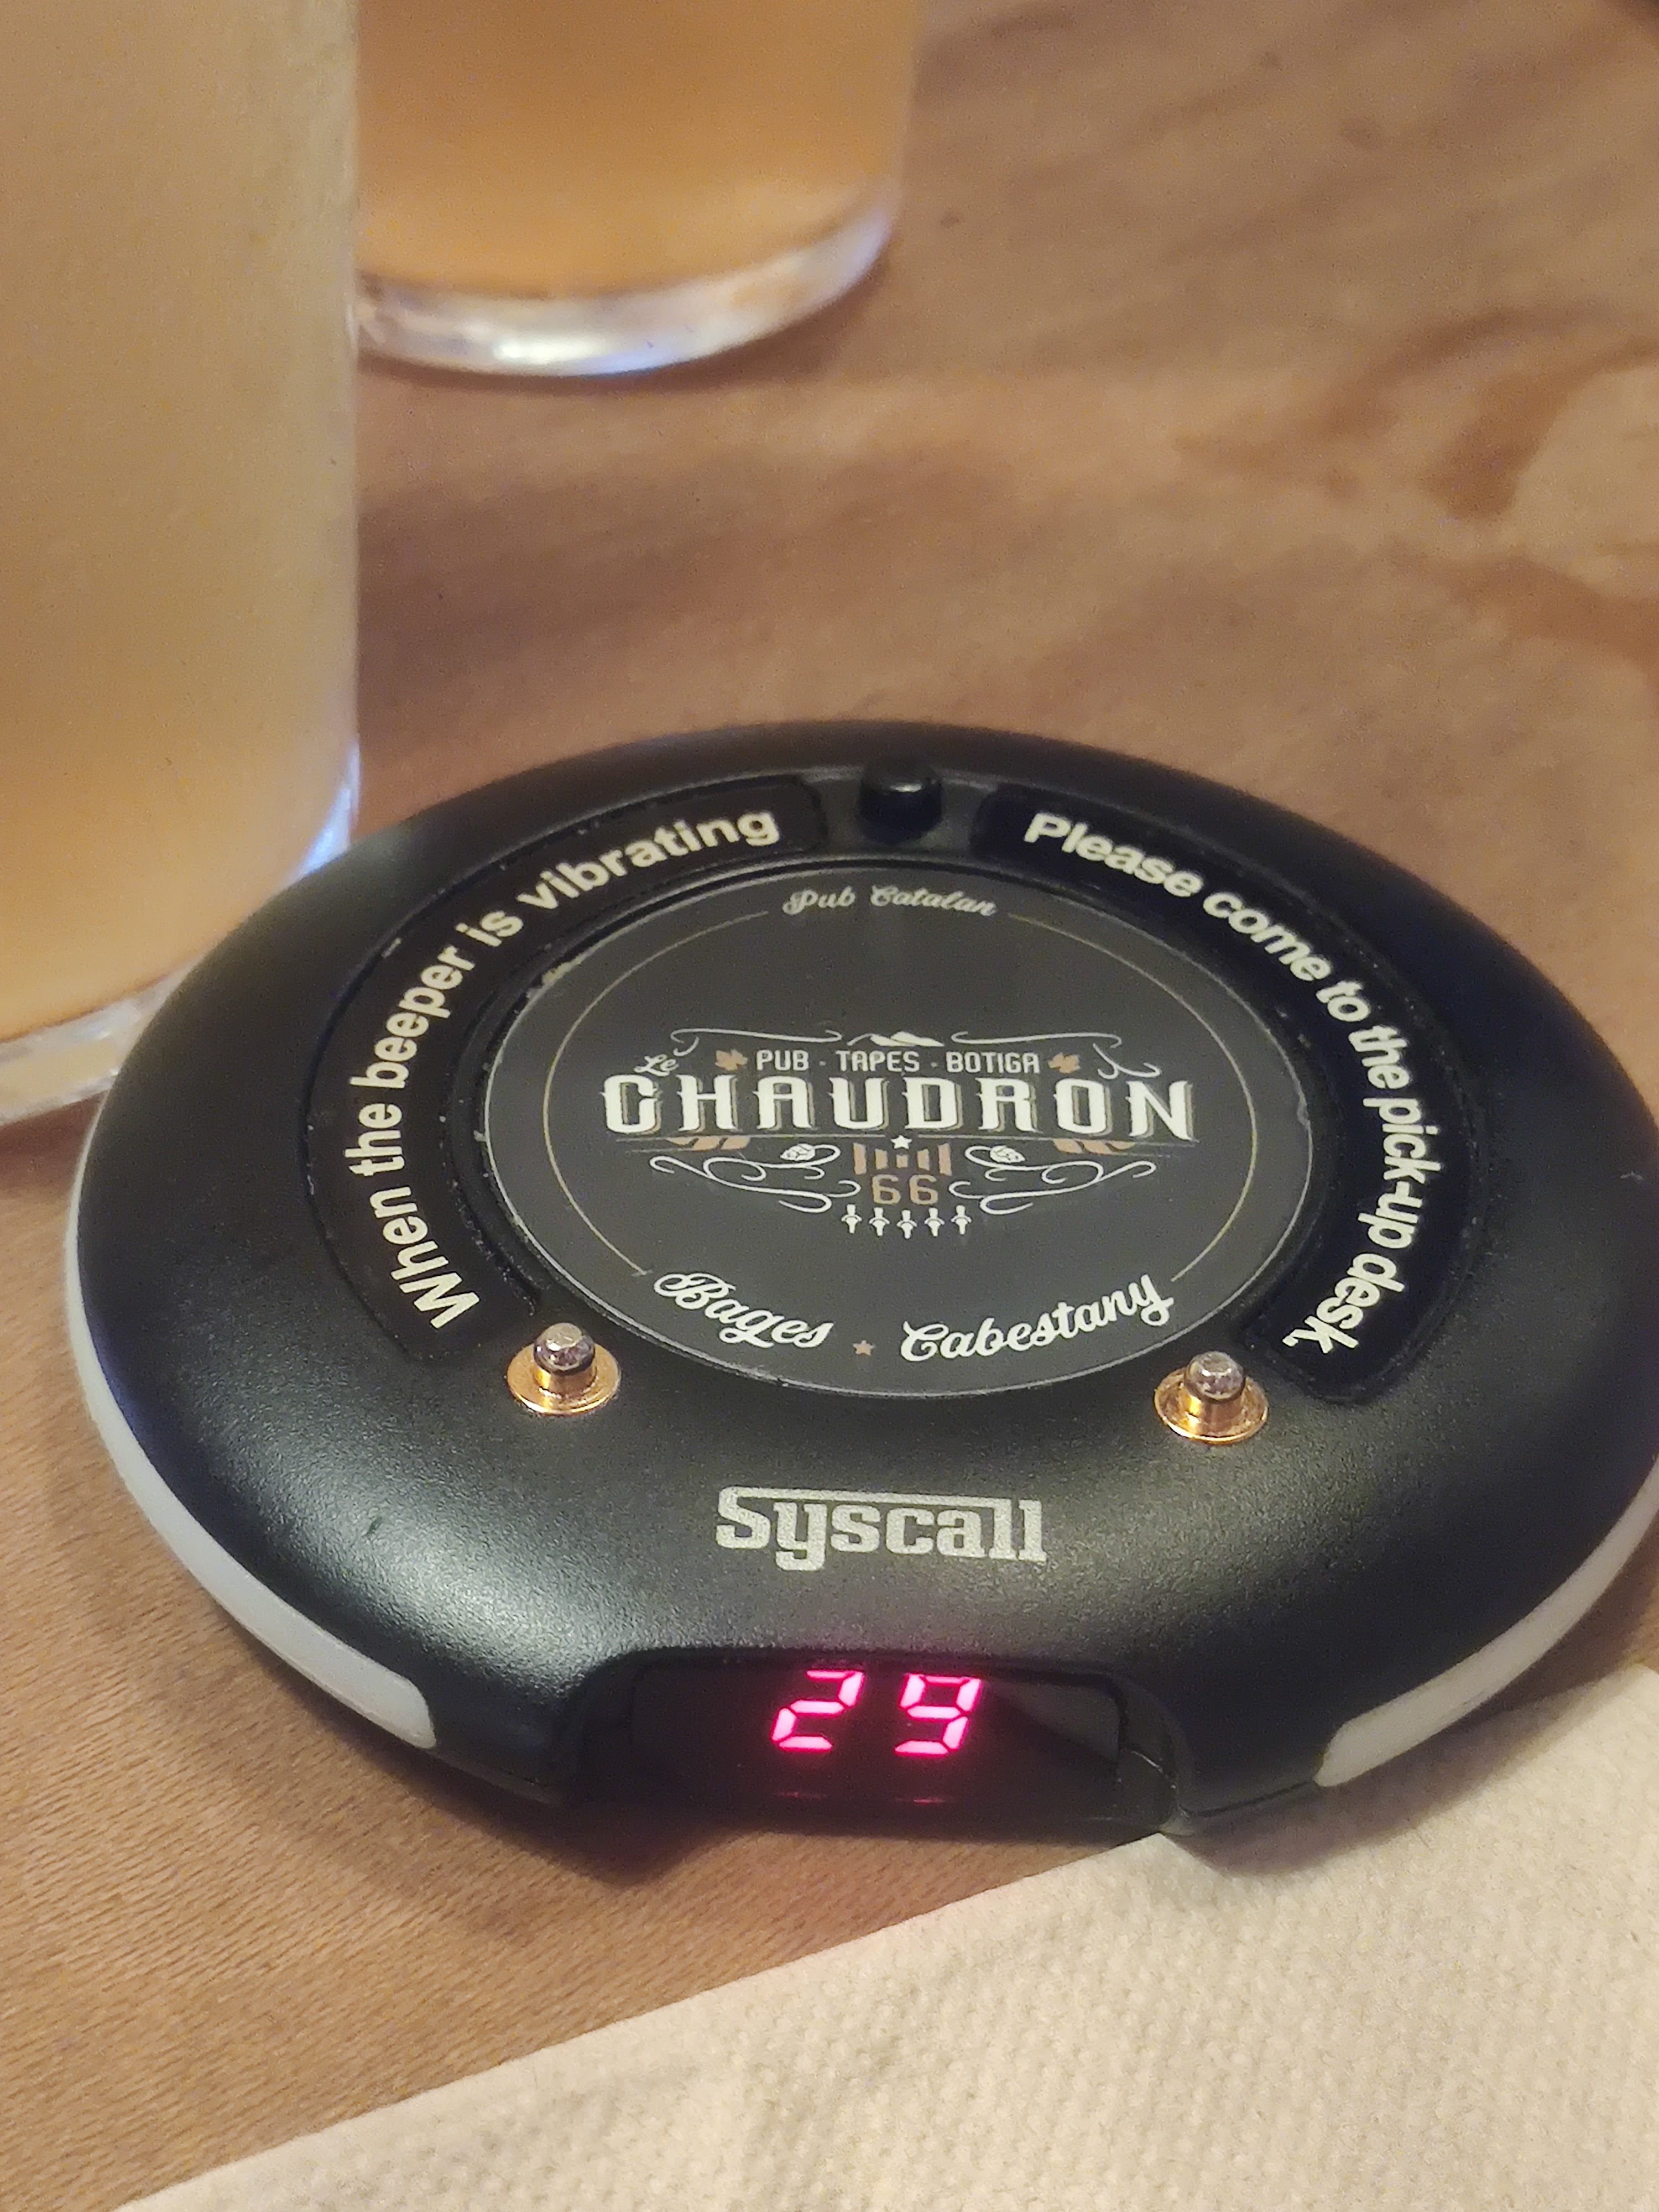 When the beeper is vibrating
Please come to the pick-up desk
Pub Catalan
PUB · TAPES · BOTIGA
Le
CHAUDRON
66
Bages ★ Cabestany
Syscall
29